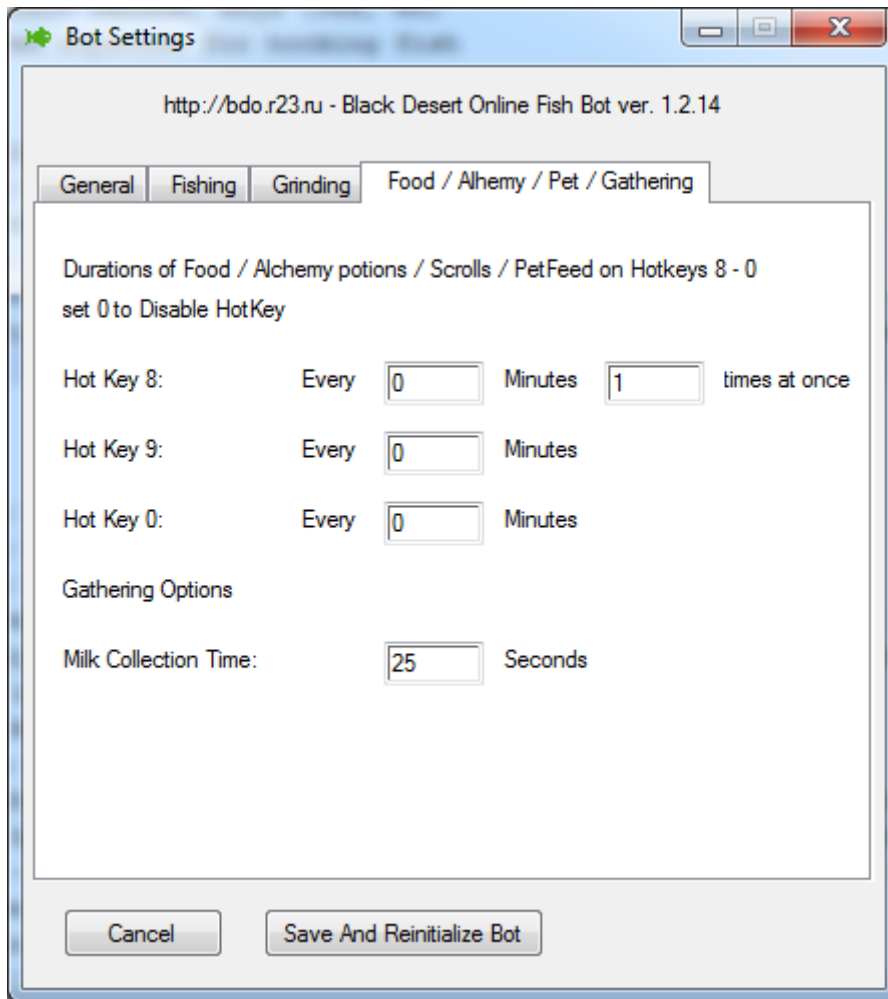 Bot Settings
http://bdo.r23.ru - Black Desert Online Fish Bot ver. 1.2.14
General Fishing Grinding Food / Alhemy / Pet / Gathering
Durations of Food / Alchemy potions / Scrolls / PetFeed on Hotkeys 8 - 0
set 0 to Disable HotKey
Hot Key 8: Every 0 Minutes 1 times at once
Hot Key 9: Every 0 Minutes
Hot Key 0: Every 0 Minutes
Gathering Options
Milk Collection Time: 25 Seconds
Cancel Save And Reinitialize Bot